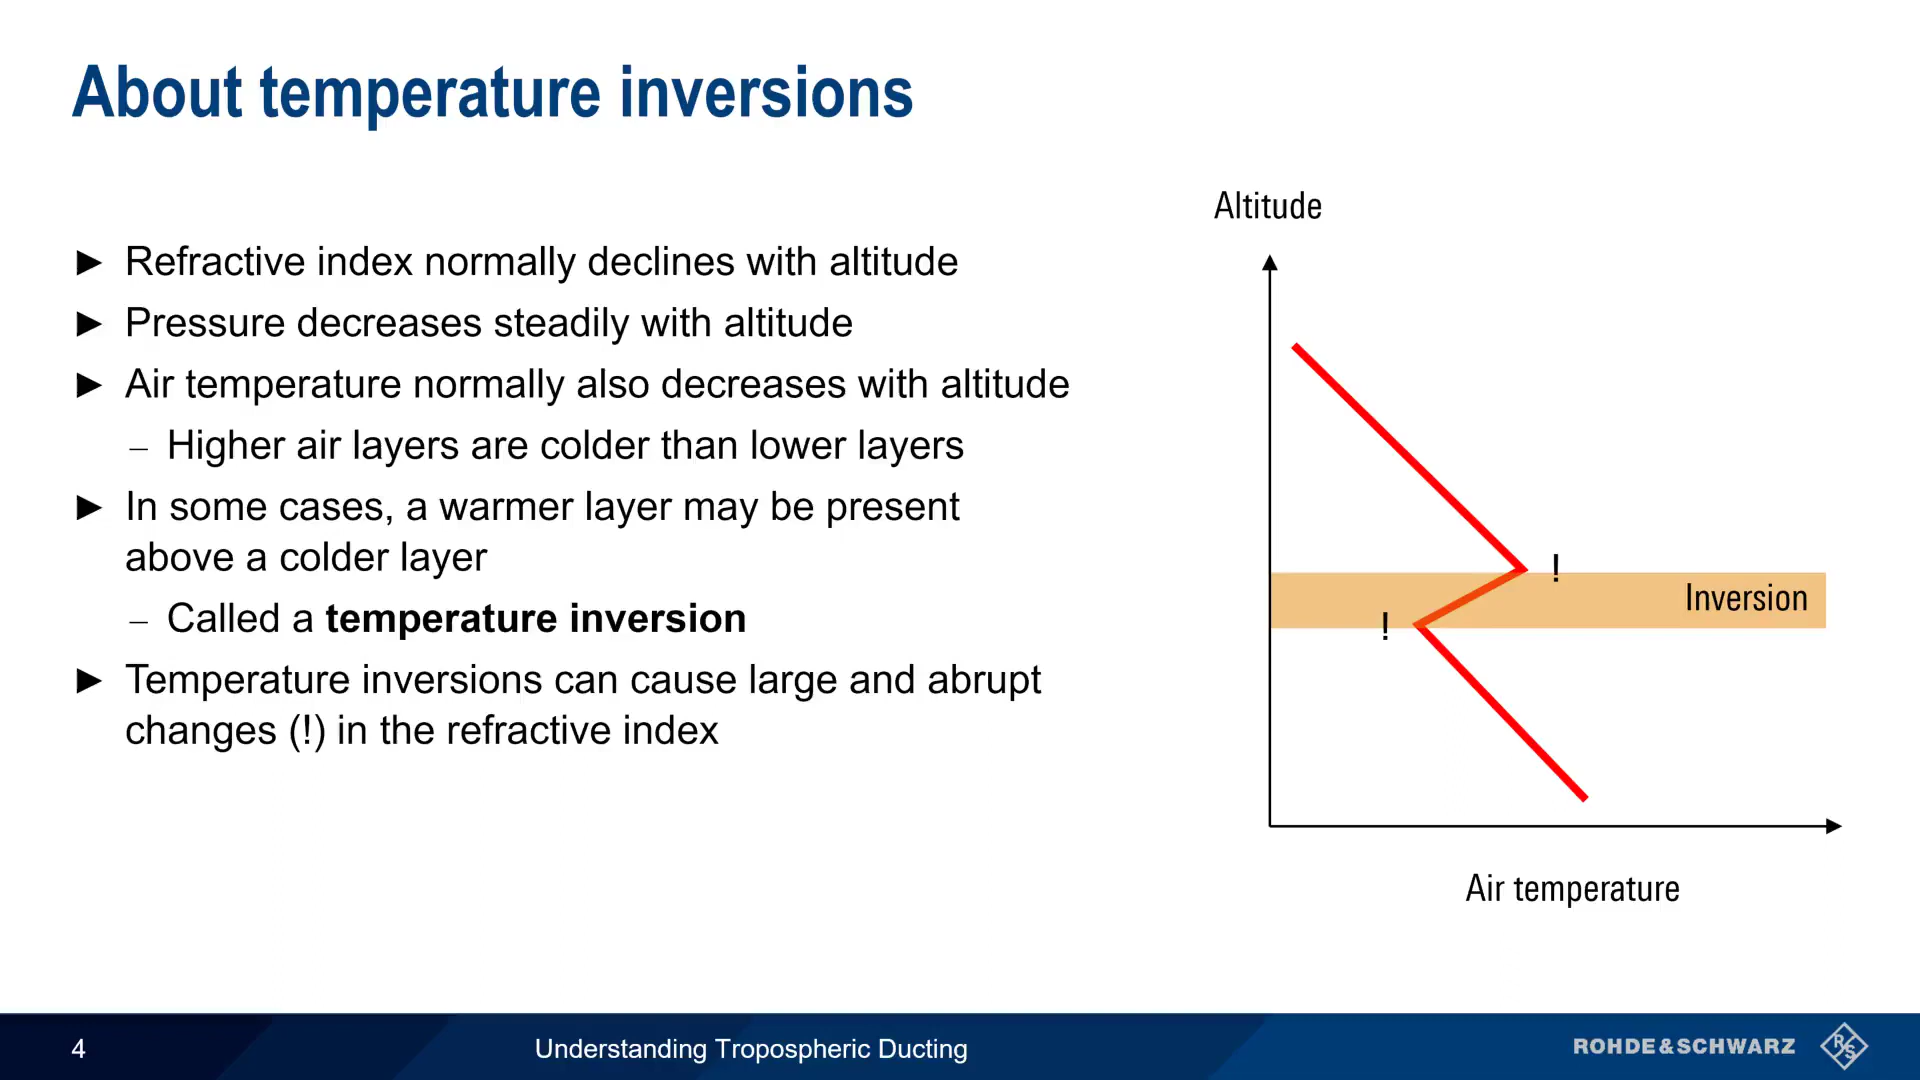 About temperature inversions
► Refractive index normally declines with altitude
► Pressure decreases steadily with altitude
► Air temperature normally also decreases with altitude
– Higher air layers are colder than lower layers
► In some cases, a warmer layer may be present
above a colder layer
– Called a temperature inversion
► Temperature inversions can cause large and abrupt
changes (!) in the refractive index
Altitude
!
Inversion
!
Air temperature
4
Understanding Tropospheric Ducting
ROHDE&SCHWARZ
R S